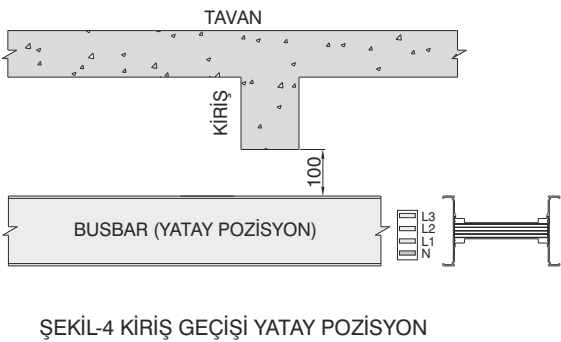 TAVAN
KİRİŞ
100
BUSBAR (YATAY POZİSYON)
L3
L2
L1
N
ŞEKİL-4 KİRİŞ GEÇİŞİ YATAY POZİSYON